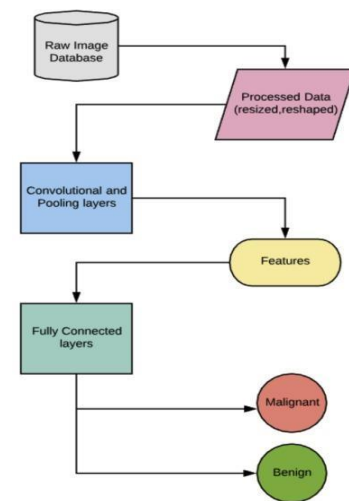 Raw Image
Database
Processed Data
(resized,reshaped)
Convolutional and
Pooling layers
Features
Fully Connected
layers
Malignant
Benign